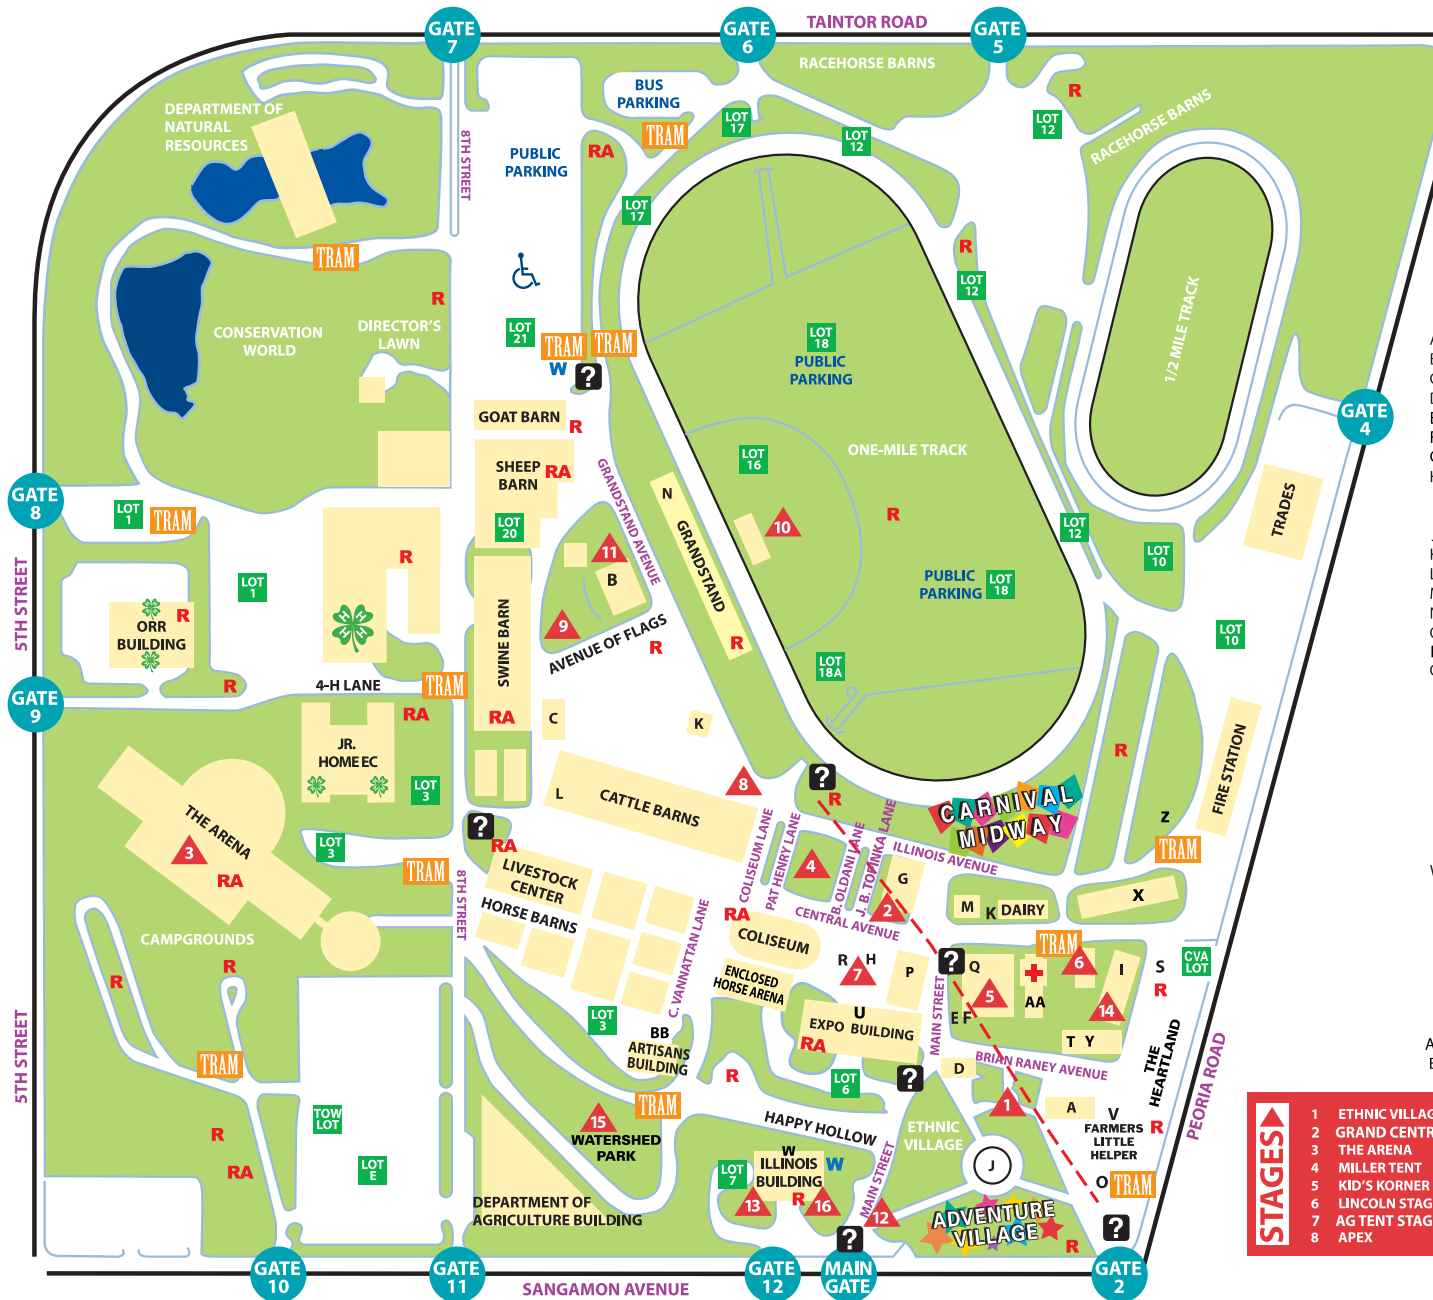 TAINTOR ROAD
GATE
7
GATE
6
GATE
5
RACEHORSE BARNS
BUS
PARKING
R
DEPARTMENT OF
NATURAL
RESOURCES
LOT
17
LOT
12
LOT
12
TRAM
8TH STREET
RACEHORSE BARNS
PUBLIC
PARKING
RA
LOT
17
TRAM
R
LOT
12
R
CONSERVATION
WORLD
DIRECTOR'S
LAWN
LOT
21
TRAM
TRAM
W
?
LOT
18
PUBLIC
PARKING
1/2 MILE TRACK
GATE
4
GOAT BARN
R
SHEEP
BARN
RA
LOT
16
ONE-MILE TRACK
GATE
8
LOT
1
TRAM
LOT
20
GRANDSTAND AVENUE
N
GRANDSTAND
10
R
TRADES
LOT
12
LOT
10
R
11
B
5TH STREET
LOT
1
H H H H
ORR
BUILDING
R
SWINE BARN
9
AVENUE OF FLAGS
R
R
PUBLIC
PARKING
LOT
18
LOT
10
LOT
18A
GATE
9
R
4-H LANE
TRAM
RA
RA
C
K
JR.
HOME EC
LOT
3
R
FIRE STATION
L
CATTLE BARNS
8
?
R
CARNIVAL
MIDWAY
Z
TRAM
THE ARENA
3
RA
LOT
3
TRAM
?
RA
LIVESTOCK
CENTER
HORSE BARNS
COLISEUM LANE
PAT HENRY LANE
4
B. OLDANI LANE
J. B. TOPINKA LANE
ILLINOIS AVENUE
G
2
CENTRAL AVENUE
M
K
DAIRY
X
8TH STREET
CAMPGROUNDS
R
R
C. VANNATTAN LANE
RA
COLISEUM
ENCLOSED
HORSE ARENA
R
H
7
P
?
Q
5
TRAM
6
AA
I
14
S
R
CVA
LOT
MAIN STREET
E F
T Y
U
EXPO BUILDING
RA
LOT
3
BB
ARTISANS
BUILDING
5TH STREET
TRAM
R
LOT
6
?
D
BRIAN RANEY AVENUE
THE
HEARTLAND
PEORIA ROAD
TOW
LOT
R
RA
LOT
E
15
WATERSHED
PARK
TRAM
HAPPY HOLLOW
ETHNIC
VILLAGE
1
A
V
FARMERS
LITTLE
HELPER
R
J
O
TRAM
W
ILLINOIS
BUILDING
W
LOT
7
13
R
16
MAIN STREET
12
DEPARTMENT OF
AGRICULTURE BUILDING
ADVENTURE
VILLAGE
R
?
?
GATE
10
GATE
11
GATE
12
MAIN
GATE
GATE
2
SANGAMON AVENUE
STAGES
1 ETHNIC VILLAG
2 GRAND CENTR
3 THE ARENA
4 MILLER TENT
5 KID'S KORNER
6 LINCOLN STAG
7 AG TENT STAG
8 APEX